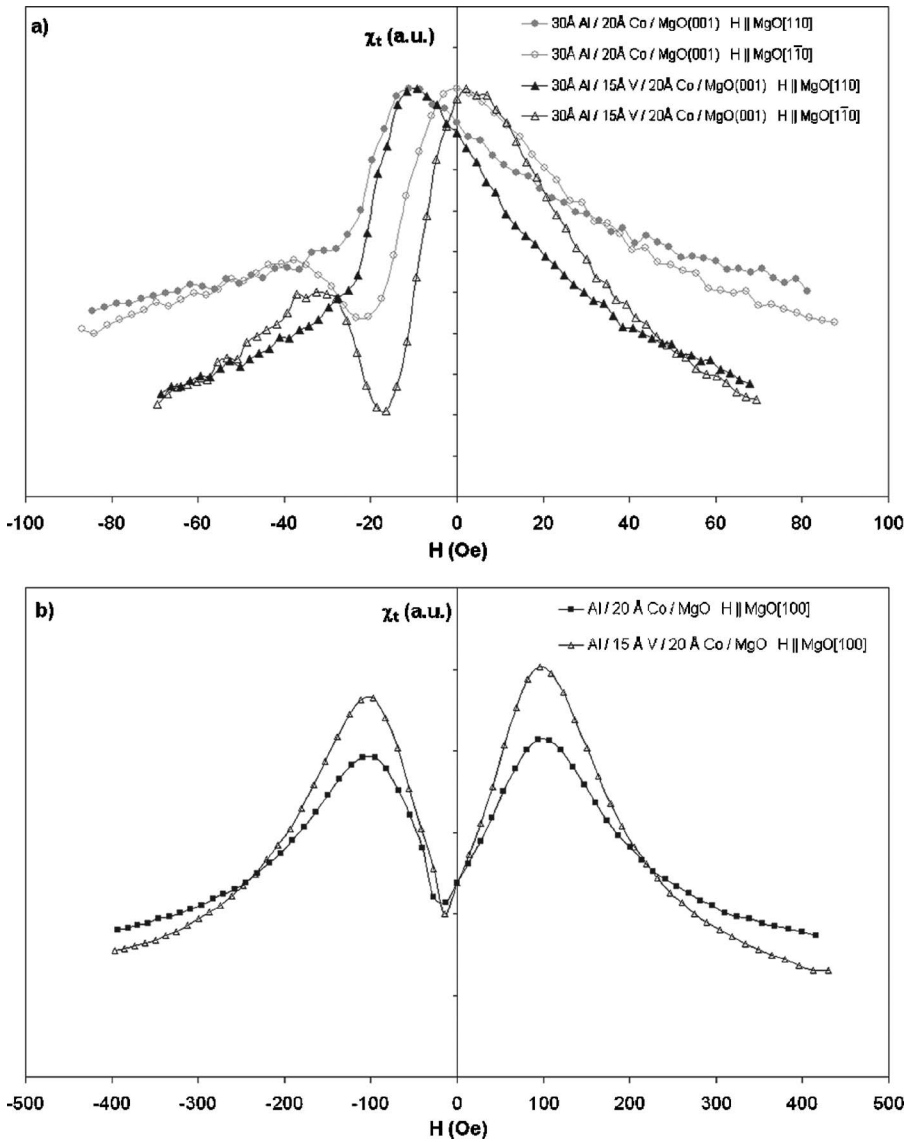 a)
χt (a.u.)
30Å Al / 20Å Co / MgO(001) H || MgO[110]
30Å Al / 20Å Co / MgO(001) H || MgO[11̅0]
30Å Al / 15Å V / 20Å Co / MgO(001) H || MgO[110]
30Å Al / 15Å V / 20Å Co / MgO(001) H || MgO[11̅0]
-100 -80 -60 -40 -20 0 20 40 60 80 100
H (Oe)
b)
χt (a.u.)
Al / 20 Å Co / MgO H || MgO[100]
Al / 15 Å V / 20 Å Co / MgO H || MgO[100]
-500 -400 -300 -200 -100 0 100 200 300 400 500
H (Oe)